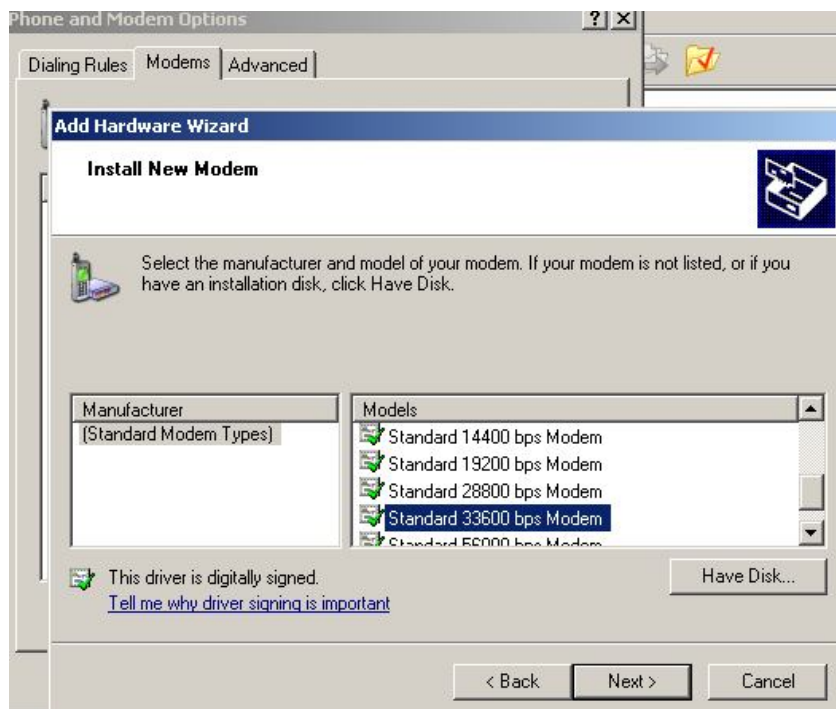 Phone and Modem Options
Dialing Rules Modems Advanced
Add Hardware Wizard
Install New Modem
Select the manufacturer and model of your modem. If your modem is not listed, or if you
have an installation disk, click Have Disk.
Manufacturer
(Standard Modem Types)
Models
Standard 14400 bps Modem
Standard 19200 bps Modem
Standard 28800 bps Modem
Standard 33600 bps Modem
Standard 56000 bps Modem
This driver is digitally signed.
Tell me why driver signing is important
Have Disk...
< Back Next > Cancel